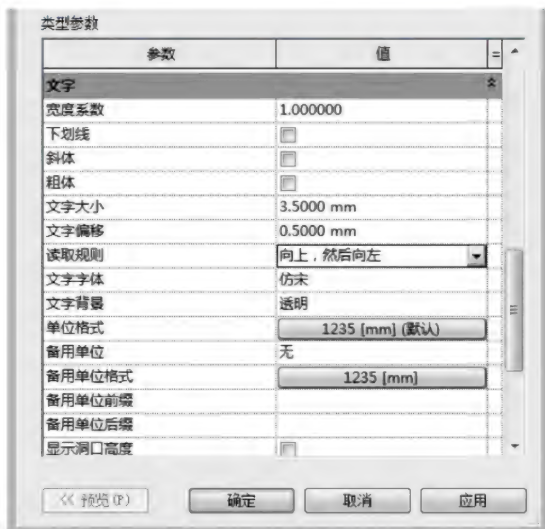 类型参数
参数 值 =
文字
宽度系数 1.000000
下划线
斜体
粗体
文字大小 3.5000 mm
文字偏移 0.5000 mm
读取规则 向上，然后向左
文字字体 仿宋
文字背景 透明
单位格式 1235 [mm] (默认)
备用单位 无
备用单位格式 1235 [mm]
备用单位前缀
备用单位后缀
显示洞口高度
<< 预览(P) 确定 取消 应用